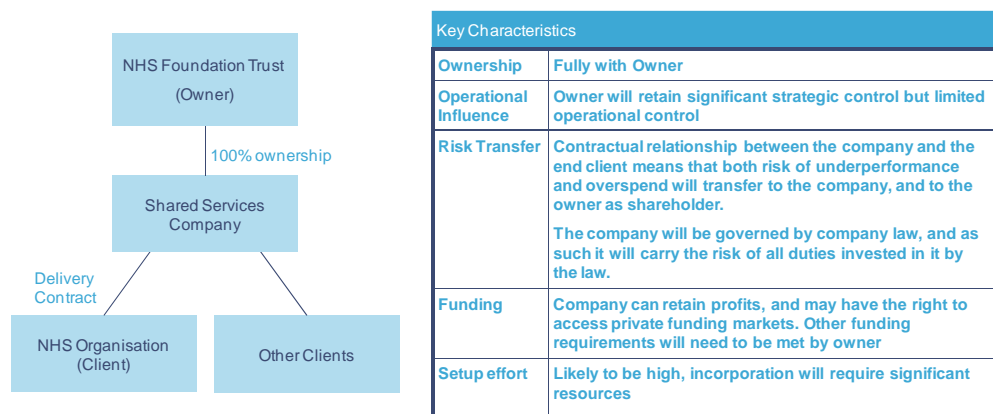 NHS Foundation Trust
(Owner)
100% ownership
Shared Services
Company
Delivery
Contract
NHS Organisation
(Client)
Other Clients
Key Characteristics
Ownership
Fully with Owner
Operational
Influence
Owner will retain significant strategic control but limited
operational control
Risk Transfer
Contractual relationship between the company and the
end client means that both risk of underperformance
and overspend will transfer to the company, and to the
owner as shareholder.
The company will be governed by company law, and as
such it will carry the risk of all duties invested in it by
the law.
Funding
Company can retain profits, and may have the right to
access private funding markets. Other funding
requirements will need to be met by owner
Setup effort
Likely to be high, incorporation will require significant
resources